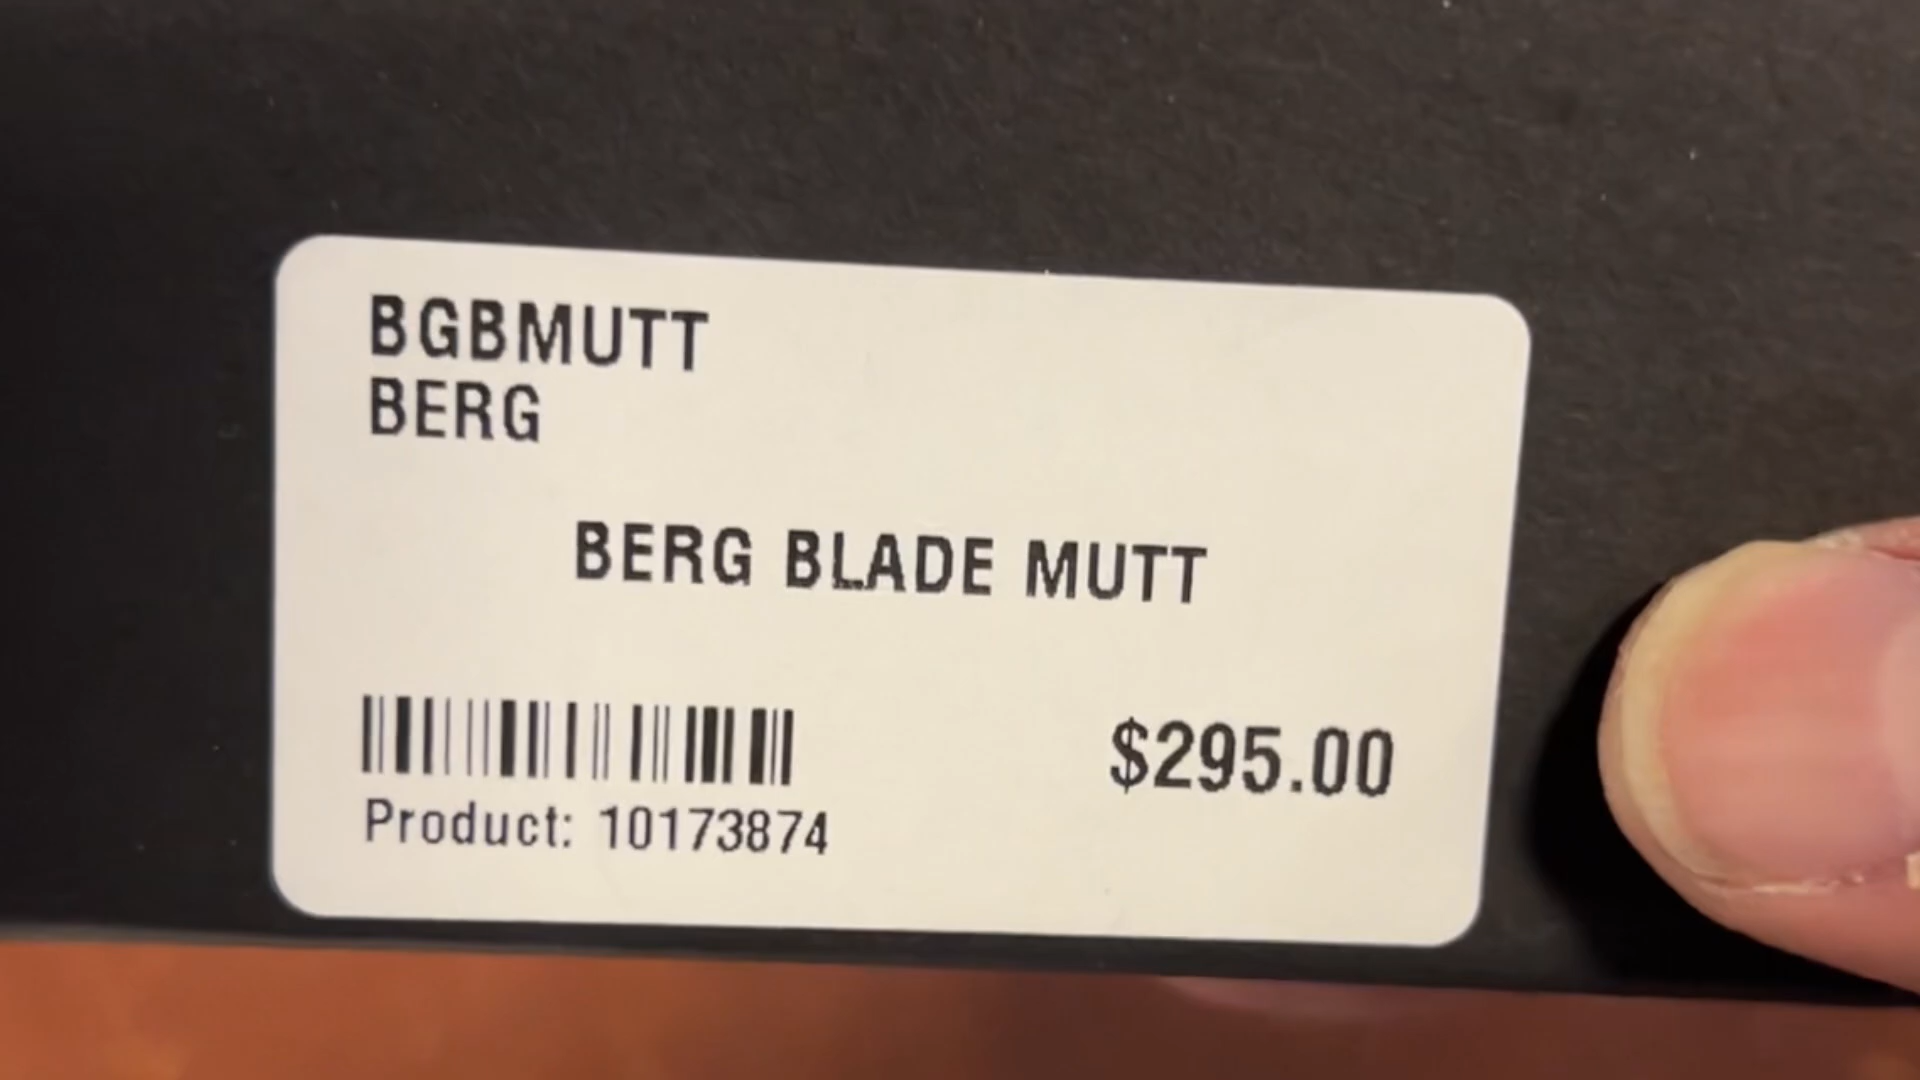 BGBMUTT
BERG
BERG BLADE MUTT
$295.00
Product: 10173874